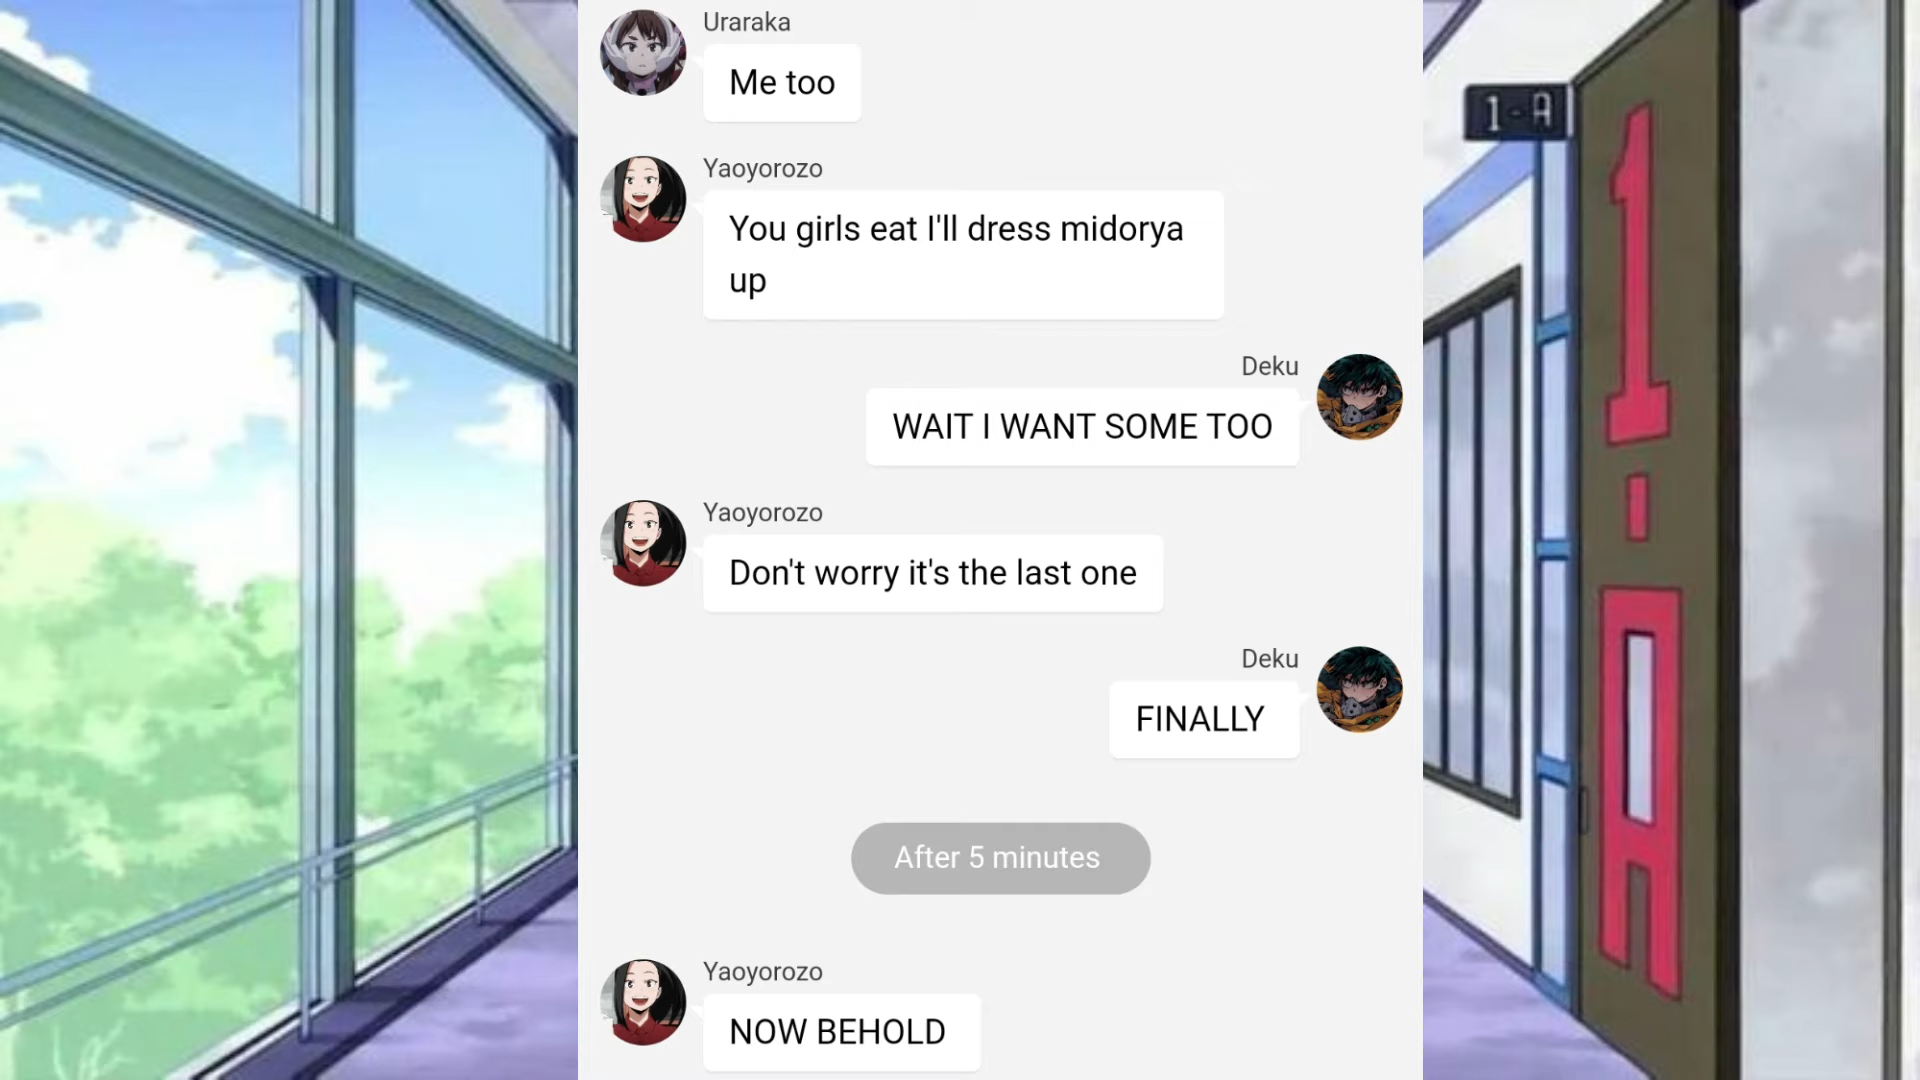 Uraraka
Me too
Yaoyorozo
You girls eat I'll dress midorya
up
Deku
WAIT I WANT SOME TOO
Yaoyorozo
Don't worry it's the last one
Deku
FINALLY
After 5 minutes
Yaoyorozo
NOW BEHOLD
1-A
1-A